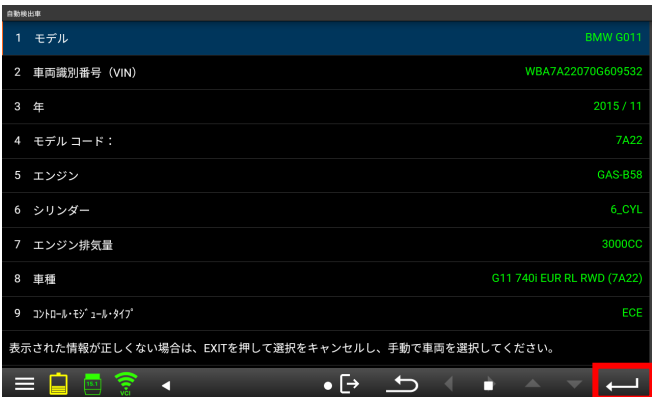 自動検出車
1 モデル BMW G011
2 車両識別番号（VIN） WBA7A22070G609532
3 年 2015 / 11
4 モデル コード： 7A22
5 エンジン GAS-B58
6 シリンダー 6_CYL
7 エンジン排気量 3000CC
8 車種 G11 740i EUR RL RWD (7A22)
9 ｺﾝﾄﾛｰﾙ･ﾓｼﾞｭｰﾙ･ﾀｲﾌﾟ ECE
表示された情報が正しくない場合は、EXITを押して選択をキャンセルし、手動で車両を選択してください。
15.1 VCI